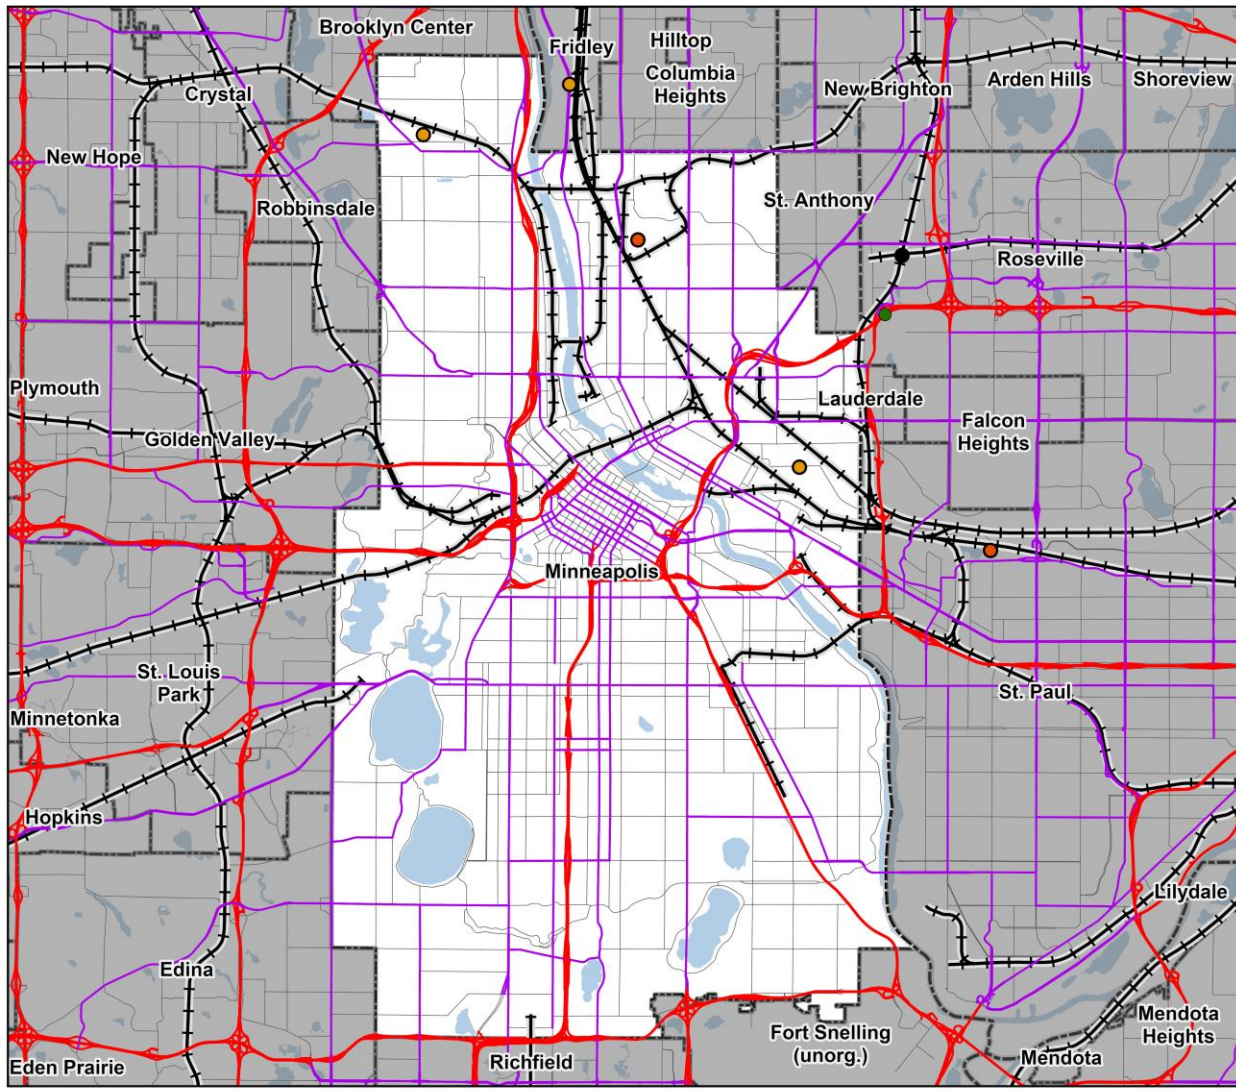 Brooklyn Center
Fridley
Hilltop
Columbia
Heights
New Brighton
Arden Hills
Shoreview
Crystal
New Hope
Robbinsdale
St. Anthony
Roseville
Plymouth
Golden Valley
Lauderdale
Falcon
Heights
Minneapolis
St. Louis
Park
St. Paul
Minnetonka
Hopkins
Lilydale
Edina
Fort Snelling
(unorg.)
Mendota
Heights
Eden Prairie
Richfield
Mendota